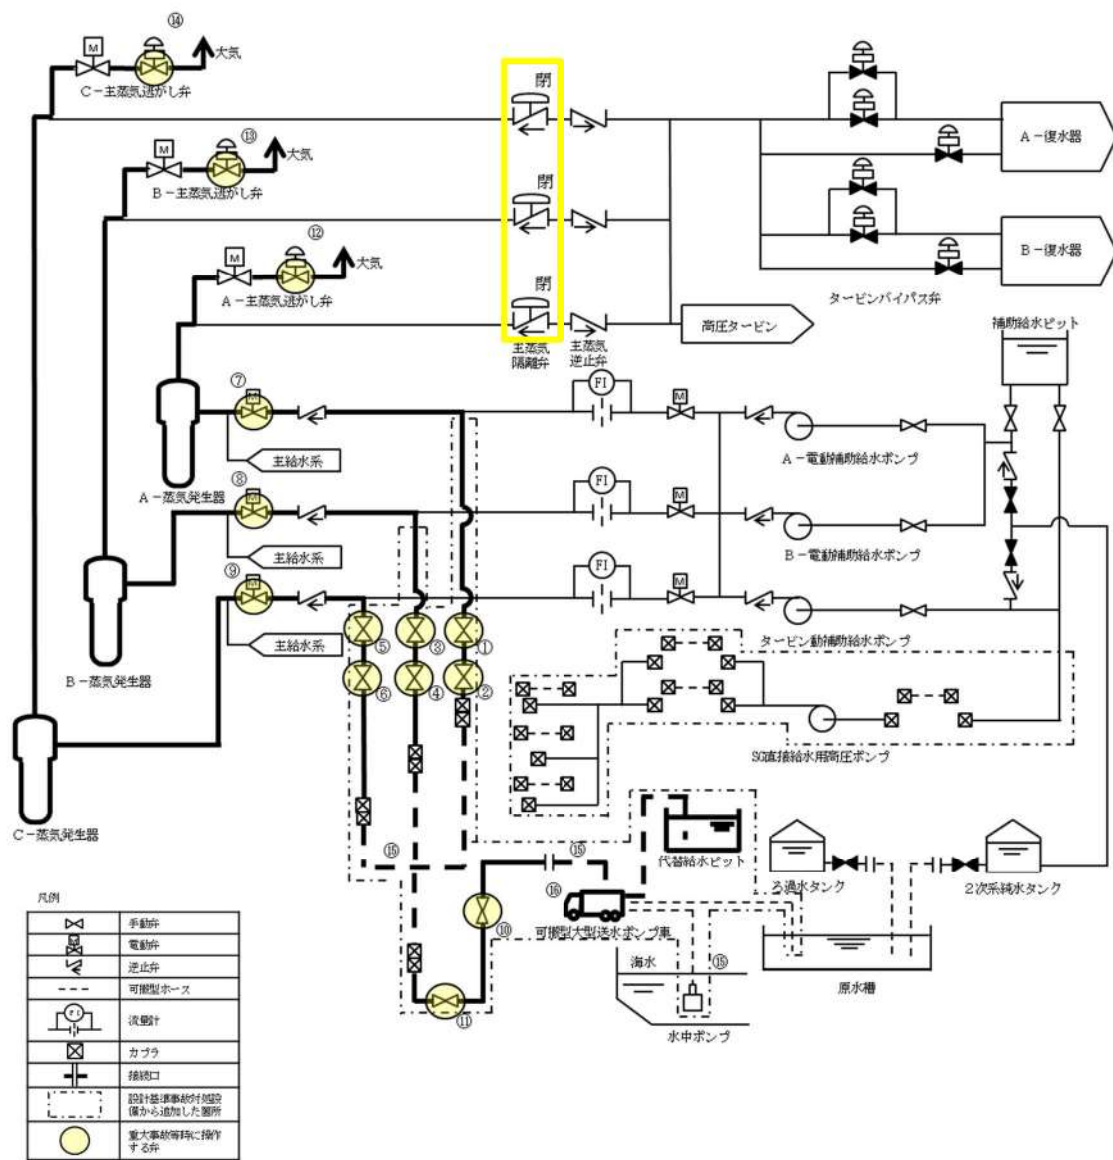 ⑭
M
大気
C-主蒸気逃がし弁
⑬
M
大気
B-主蒸気逃がし弁
⑫
M
大気
A-主蒸気逃がし弁
閉
閉
閉
主蒸気
隔離弁
主蒸気
逆止弁
A-復水器
B-復水器
タービンバイパス弁
高圧タービン
補助給水ピット
⑦
M
FI
M
主給水系
A-電動補助給水ポンプ
A-蒸気発生器
⑧
M
FI
M
主給水系
B-電動補助給水ポンプ
⑨
M
FI
M
主給水系
タービン動補助給水ポンプ
B-蒸気発生器
⑤
③
①
⑥
④
②
SG直接給水用高圧ポンプ
C-蒸気発生器
代替給水ピット
⑮
⑮
⑯
ろ過水タンク
2次系純水タンク
⑩
可搬型大型送水ポンプ車
海水
⑮
原水槽
⑪
水中ポンプ
凡例
手動弁
電動弁
逆止弁
可搬型ホース
FI
流量計
カプラ
接続口
設計基準事故対処設
備から追加した箇所
重大事故等時に操作
する弁